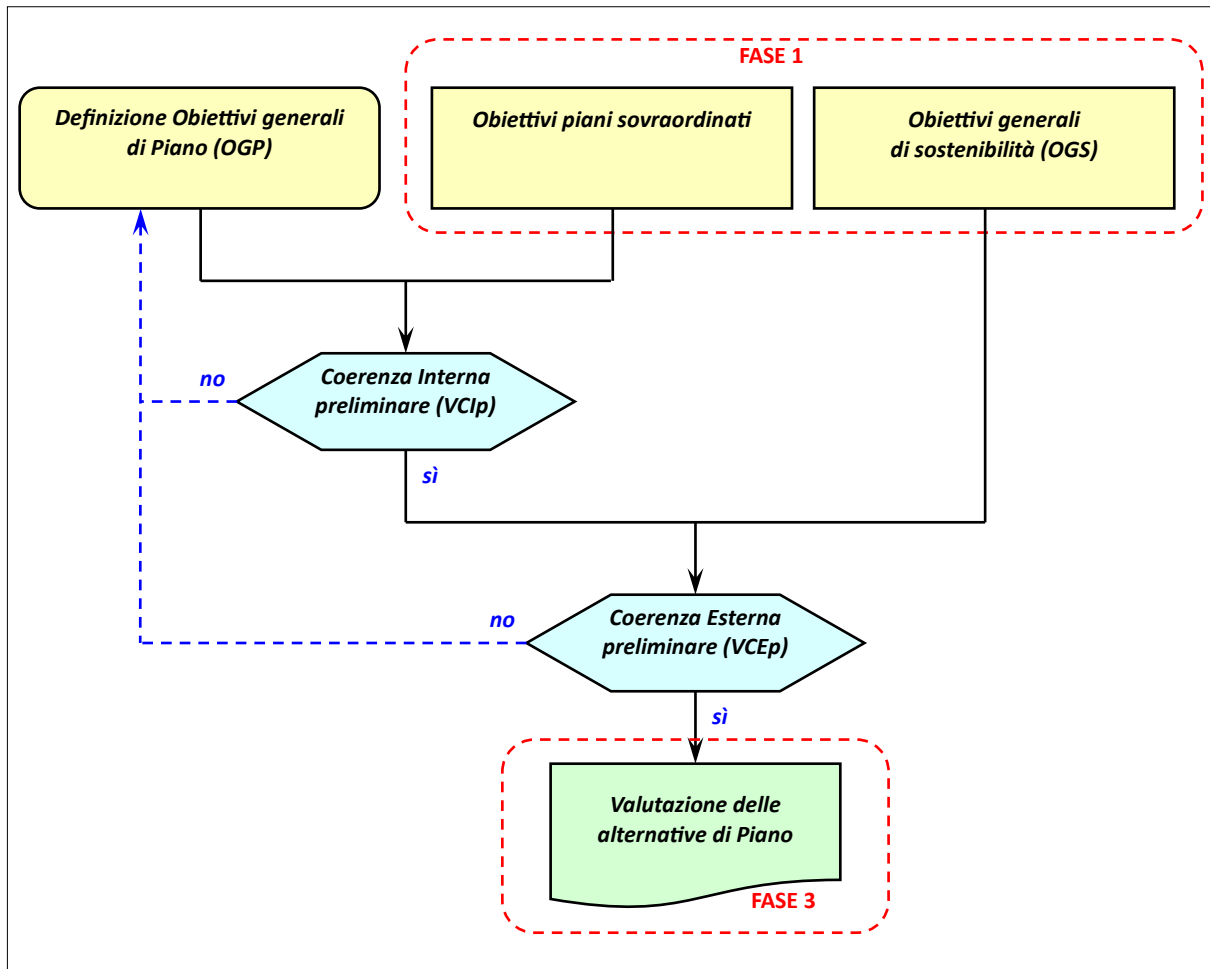 FASE 1
Definizione Obiettivi generali
di Piano (OGP)
Obiettivi piani sovraordinati
Obiettivi generali
di sostenibilità (OGS)
Coerenza Interna
preliminare (VCIp)
no
sì
Coerenza Esterna
preliminare (VCEp)
no
sì
Valutazione delle
alternative di Piano
FASE 3